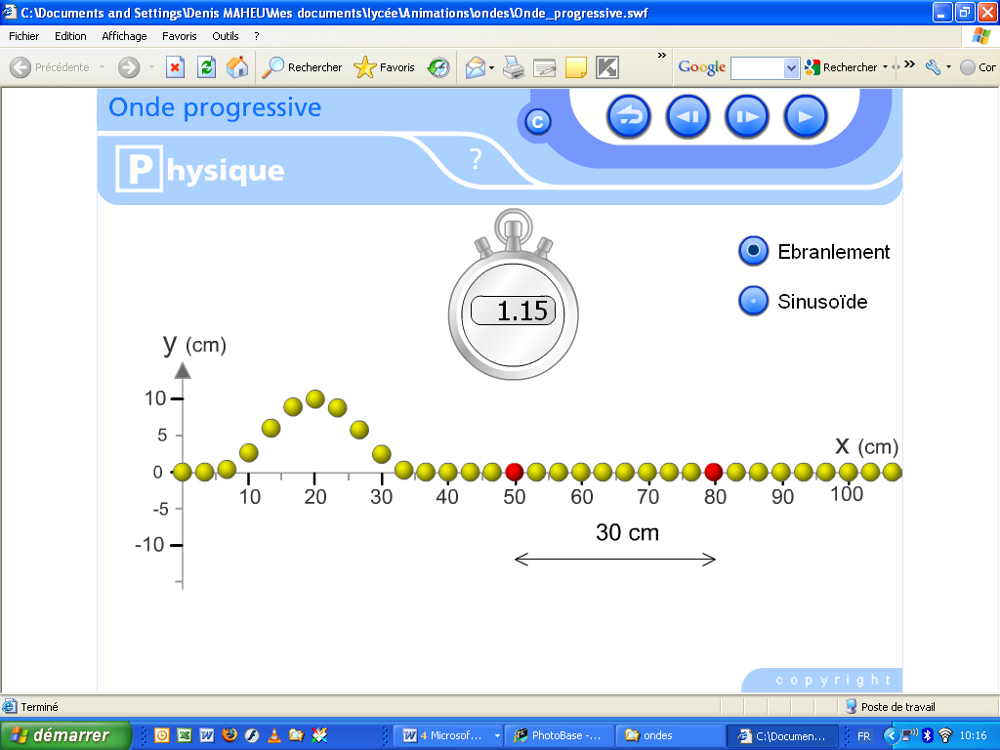 C:\Documents and Settings\Denis MAHEU\Mes documents\lycée\Animations\ondes\Onde_progressive.swf
Fichier Edition Affichage Favoris Outils ?
Précédente Rechercher Favoris Google Rechercher » Cor
Onde progressive
C
?
Physique
Ebranlement
1.15
Sinusoïde
y (cm)
10
5
0
-5
-10
x (cm)
10 20 30 40 50 60 70 80 90 100
30 cm
copyright
Terminé Poste de travail
démarrer 4 Microsof... PhotoBase -... ondes C:\Documen... FR 10:16